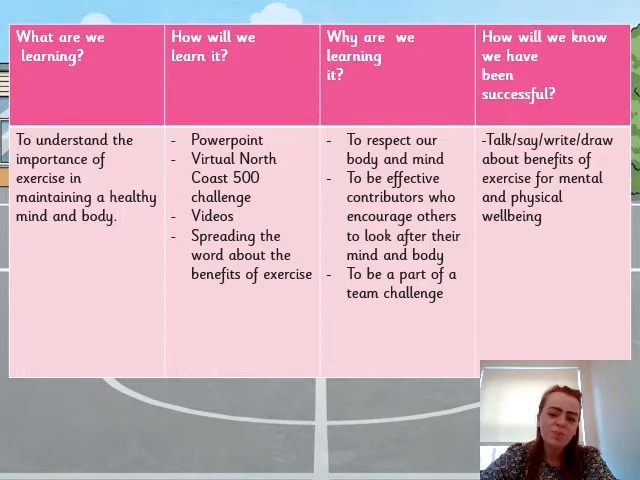 What are we
learning?
How will we
learn it?
Why are we
learning
it?
How will we know
we have
been
successful?
To understand the
importance of
exercise in
maintaining a healthy
mind and body.
- Powerpoint
- Virtual North
Coast 500
challenge
- Videos
- Spreading the
word about the
benefits of exercise
- To respect our
body and mind
- To be effective
contributors who
encourage others
to look after their
mind and body
- To be a part of a
team challenge
-Talk/say/write/draw
about benefits of
exercise for mental
and physical
wellbeing